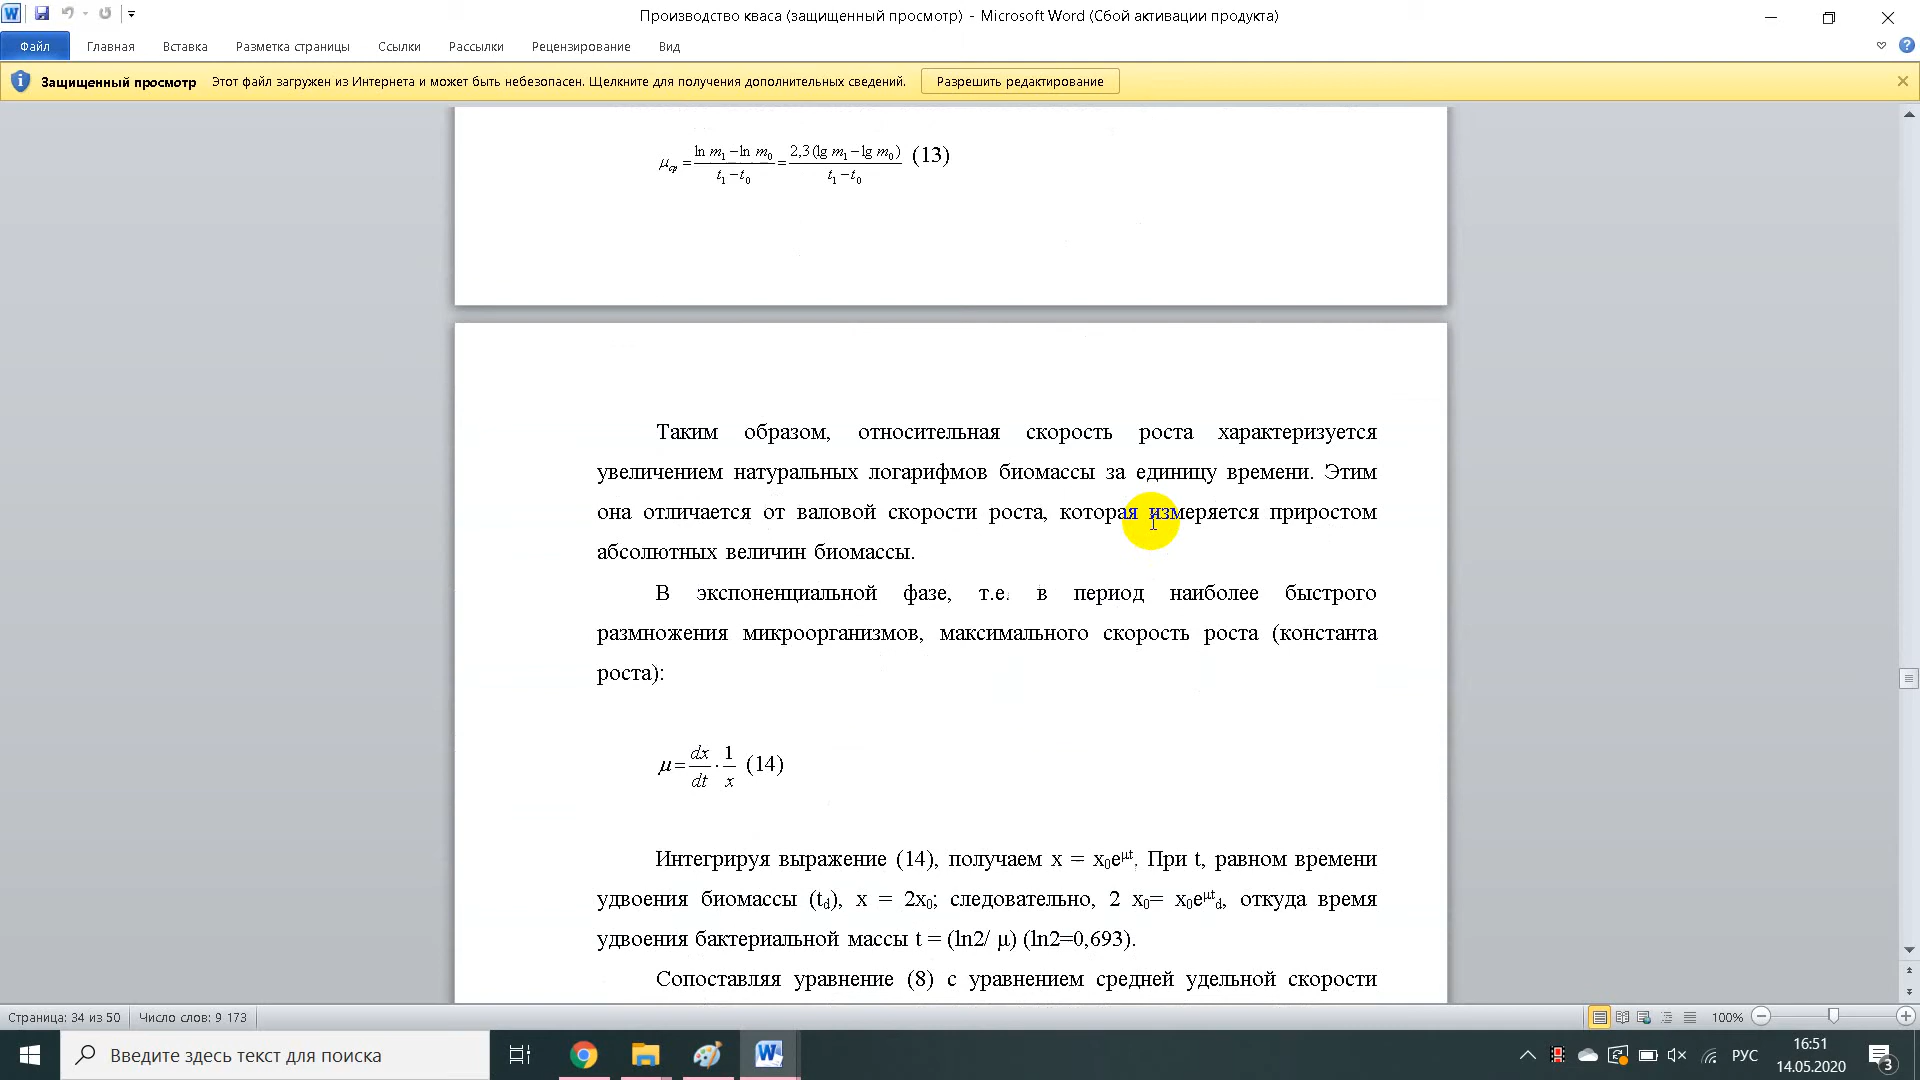 Производство кваса (защищенный просмотр) - Microsoft Word (Сбой активации продукта)
Файл Главная Вставка Разметка страницы Ссылки Рассылки Рецензирование Вид
Защищенный просмотр Этот файл загружен из Интернета и может быть небезопасен. Щелкните для получения дополнительных сведений. Разрешить редактирование
μср = (ln m₁ − ln m₀)/(t₁ − t₀) = 2,3(lg m₁ − lg m₀)/(t₁ − t₀) (13)
Таким образом, относительная скорость роста характеризуется
увеличением натуральных логарифмов биомассы за единицу времени. Этим
она отличается от валовой скорости роста, которая измеряется приростом
абсолютных величин биомассы.
В экспоненциальной фазе, т.е. в период наиболее быстрого
размножения микроорганизмов, максимального скорость роста (константа
роста):
μ = dx/dt · 1/x (14)
Интегрируя выражение (14), получаем x = x₀e^μt. При t, равном времени
удвоения биомассы (td), x = 2x₀; следовательно, 2 x₀= x₀e^μt d, откуда время
удвоения бактериальной массы t = (ln2/ μ) (ln2=0,693).
Сопоставляя уравнение (8) с уравнением средней удельной скорости
Страница: 34 из 50 Число слов: 9 173 100%
Введите здесь текст для поиска РУС 16:51
14.05.2020 3